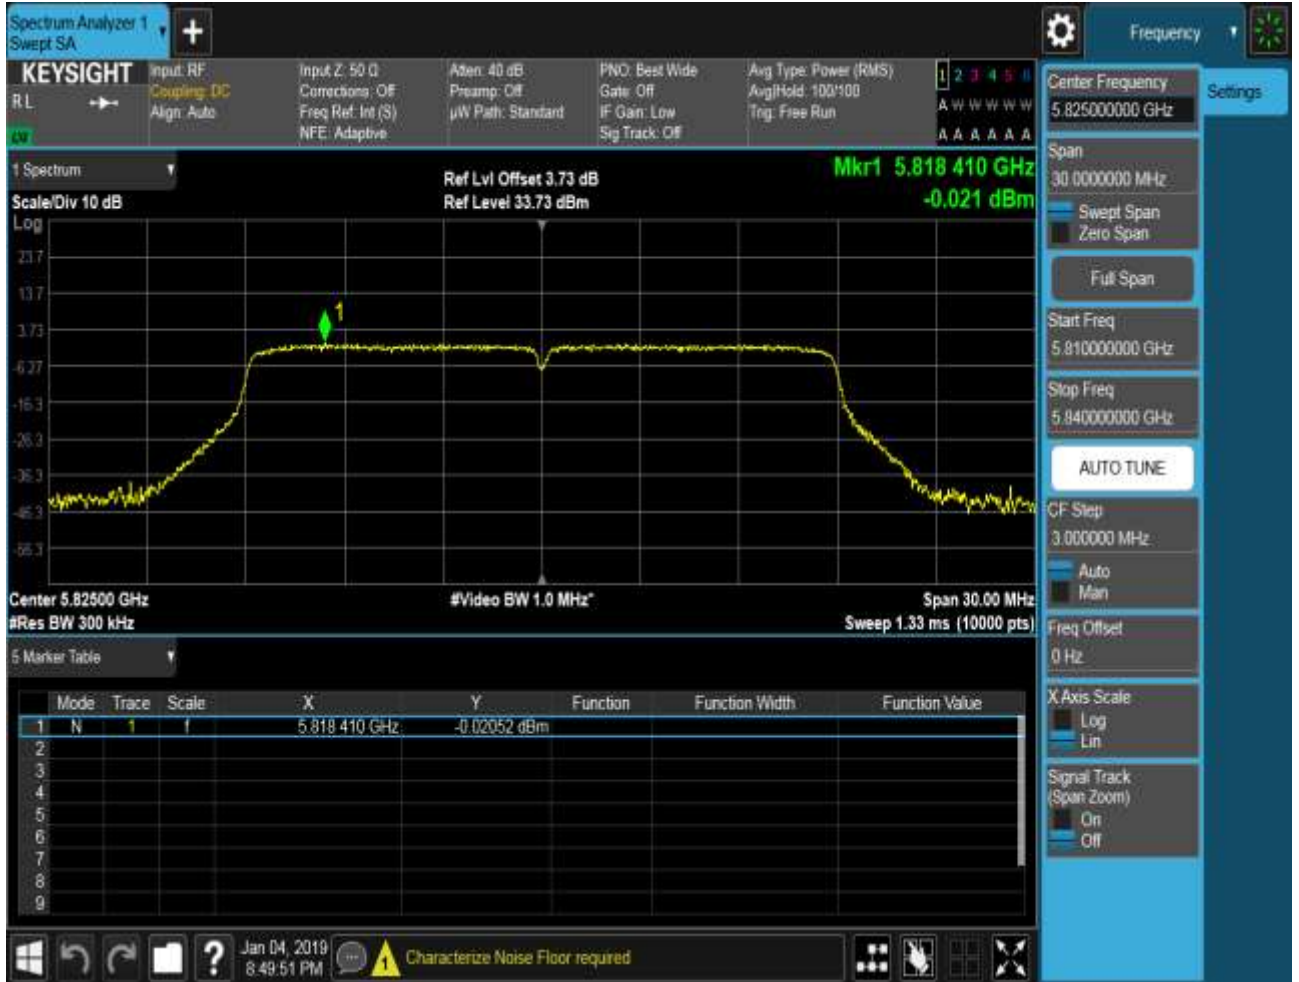 Spectrum Analyzer 1
Swept SA
+
Frequency
KEYSIGHT
R L
Input: RF
Coupling: DC
Align: Auto
Input Z: 50 Ω
Corrections: Off
Freq Ref: Int (S)
NFE: Adaptive
Atten: 40 dB
Preamp: Off
µW Path: Standard
PNO: Best Wide
Gate: Off
IF Gain: Low
Sig Track: Off
Avg Type: Power (RMS)
Avg|Hold: 100/100
Trig: Free Run
1 2 3 4 5 6
A W W W W W
A A A A A A
1 Spectrum
Scale/Div 10 dB
Ref Lvl Offset 3.73 dB
Ref Level 33.73 dBm
Mkr1 5.818 410 GHz
-0.021 dBm
Log
23.7
13.7
3.73
-6.27
-16.3
-26.3
-36.3
-46.3
-56.3
1
Center 5.82500 GHz
#Res BW 300 kHz
#Video BW 1.0 MHz*
Span 30.00 MHz
Sweep 1.33 ms (10000 pts)
5 Marker Table
Mode Trace Scale X Y Function Function Width Function Value
1 N 1 f 5.818 410 GHz -0.02052 dBm
2
3
4
5
6
7
8
9
Center Frequency
5.825000000 GHz
Settings
Span
30.0000000 MHz
Swept Span
Zero Span
Full Span
Start Freq
5.810000000 GHz
Stop Freq
5.840000000 GHz
AUTO TUNE
CF Step
3.000000 MHz
Auto
Man
Freq Offset
0 Hz
X Axis Scale
Log
Lin
Signal Track
(Span Zoom)
On
Off
?
Jan 04, 2019
8:49:51 PM
1
Characterize Noise Floor required